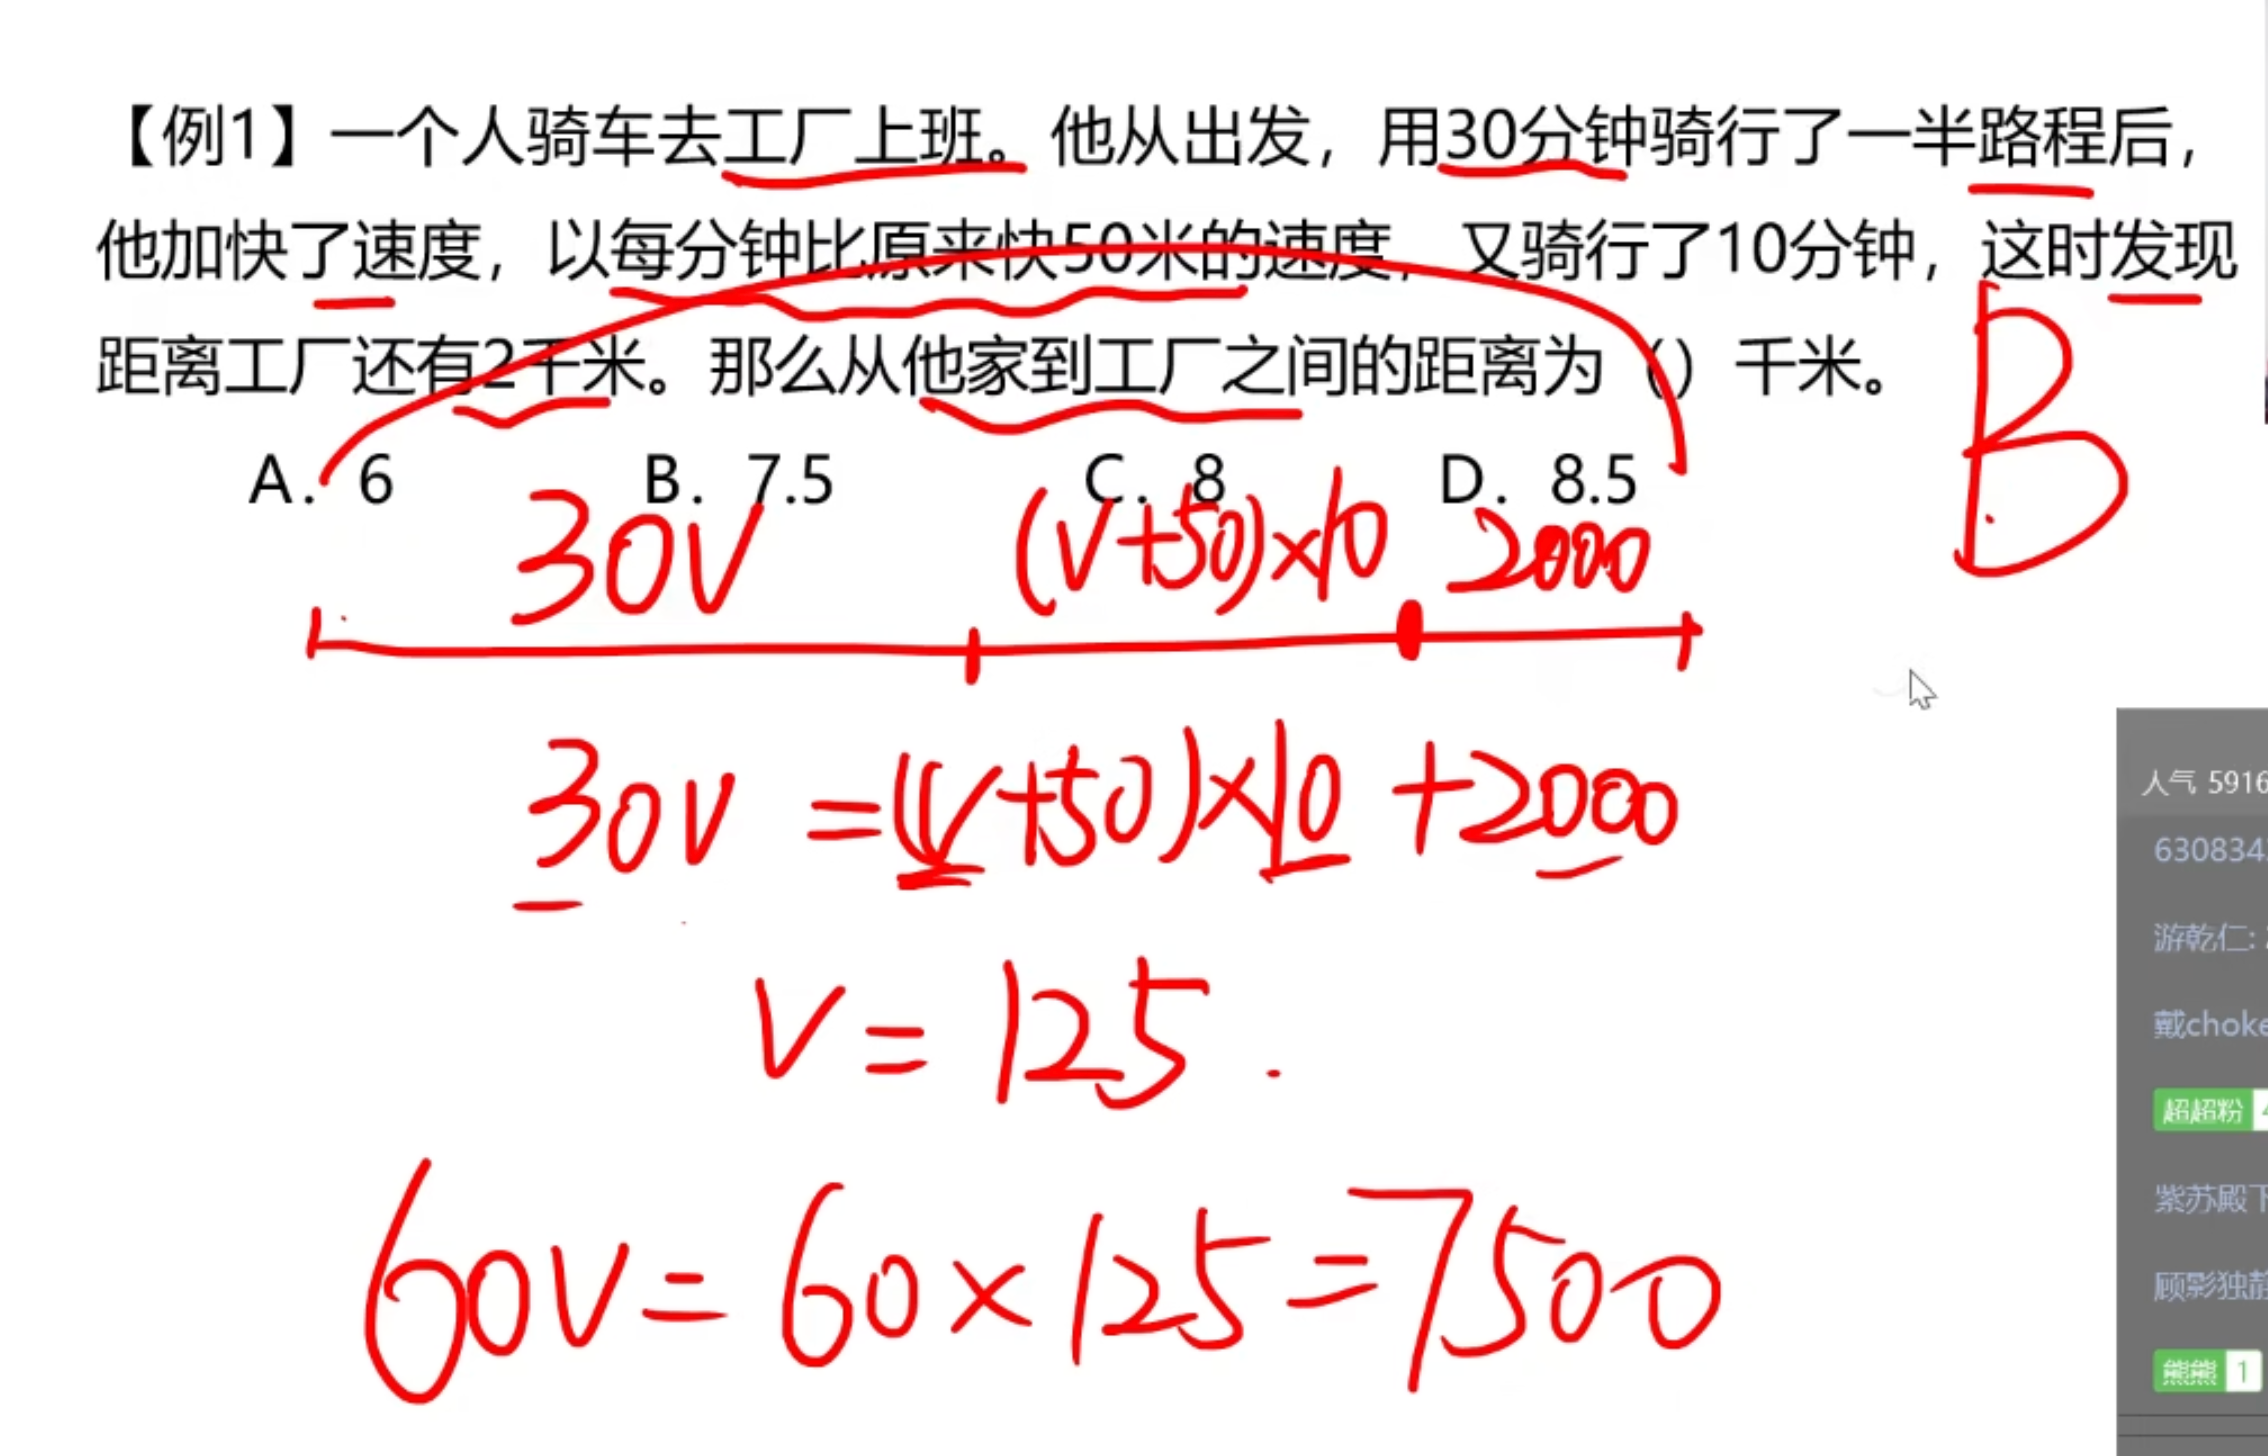 【例1】一个人骑车去工厂上班。他从出发，用30分钟骑行了一半路程后，
他加快了速度，以每分钟比原来快50米的速度，又骑行了10分钟，这时发现
距离工厂还有2千米。那么从他家到工厂之间的距离为（）千米。
B
A．6 B．7.5 C．8 D．8.5
30V (V+50)×10 2000
30V =(V+50)×10 +2000
V=125.
60V=60×125=7500
人气 5916
630834
游乾仁:
戴choke
超超粉
紫苏殿下
顾影独
熊熊 1